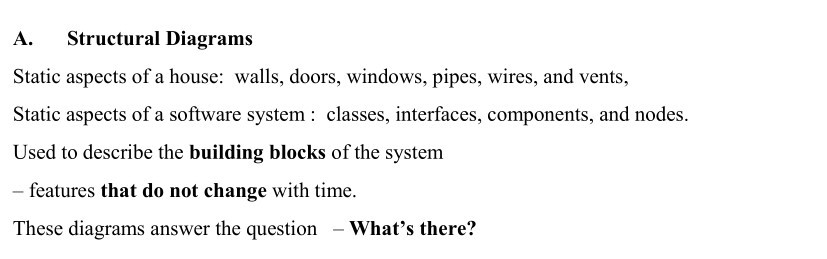 A. Structural Diagrams
Static aspects of a house: walls, doors, windows, pipes, wires, and vents,
Static aspects of a software system : classes, interfaces, components, and nodes.
Used to describe the building blocks of the system
– features that do not change with time.
These diagrams answer the question – What’s there?